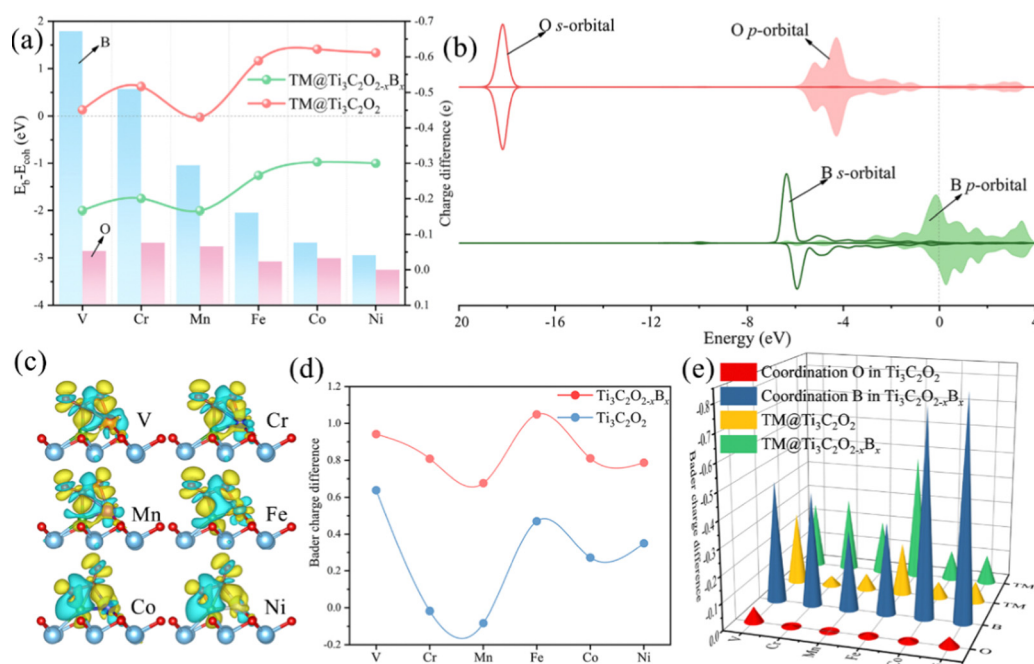 (a)
B
O
TM@Ti3C2O2-xBx
TM@Ti3C2O2
Eb-Ecoh (eV)
2
1
0
-1
-2
-3
-4
V Cr Mn Fe Co Ni
Charge difference (e)
-0.6
-0.5
-0.4
-0.3
-0.2
-0.1
0.0
0.1
(b)
O s-orbital
O p-orbital
B s-orbital
B p-orbital
20 -16 -12 -8 -4 0 4
Energy (eV)
(c)
V
Cr
Mn
Fe
Co
Ni
(d)
Ti3C2O2-xBx
Ti3C2O2
Bader charge difference
1.2
1.0
0.8
0.6
0.4
0.2
0.0
-0.2
V Cr Mn Fe Co Ni
(e)
Coordination O in Ti3C2O2
Coordination B in Ti3C2O2-xBx
TM@Ti3C2O2
TM@Ti3C2O2-xBx
Bader charge difference
-0.8
-0.7
-0.6
-0.5
-0.4
-0.3
-0.2
-0.1
0.0
V Cr Mn Fe
TM
TM
B
O